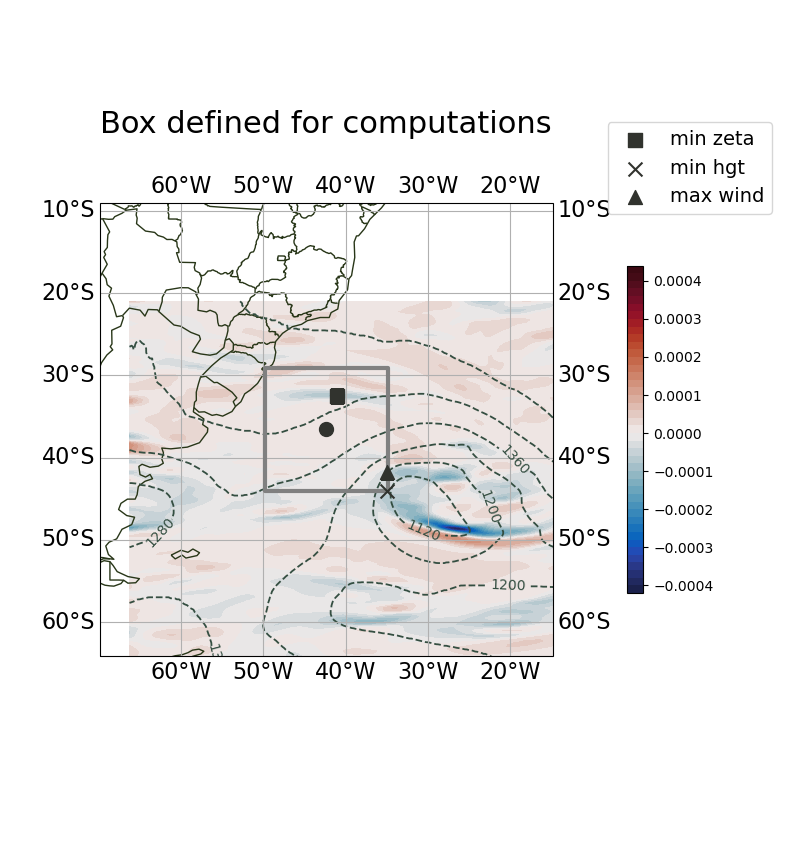 Box defined for computations
min zeta
min hgt
max wind
60°W 50°W 40°W 30°W 20°W
10°S 10°S
20°S 20°S
30°S 30°S
40°S 40°S
50°S 50°S
60°S 60°S
60°W 50°W 40°W 30°W 20°W
1360
1200
1120
1280
1200
0.0004
0.0003
0.0002
0.0001
0.0000
−0.0001
−0.0002
−0.0003
−0.0004